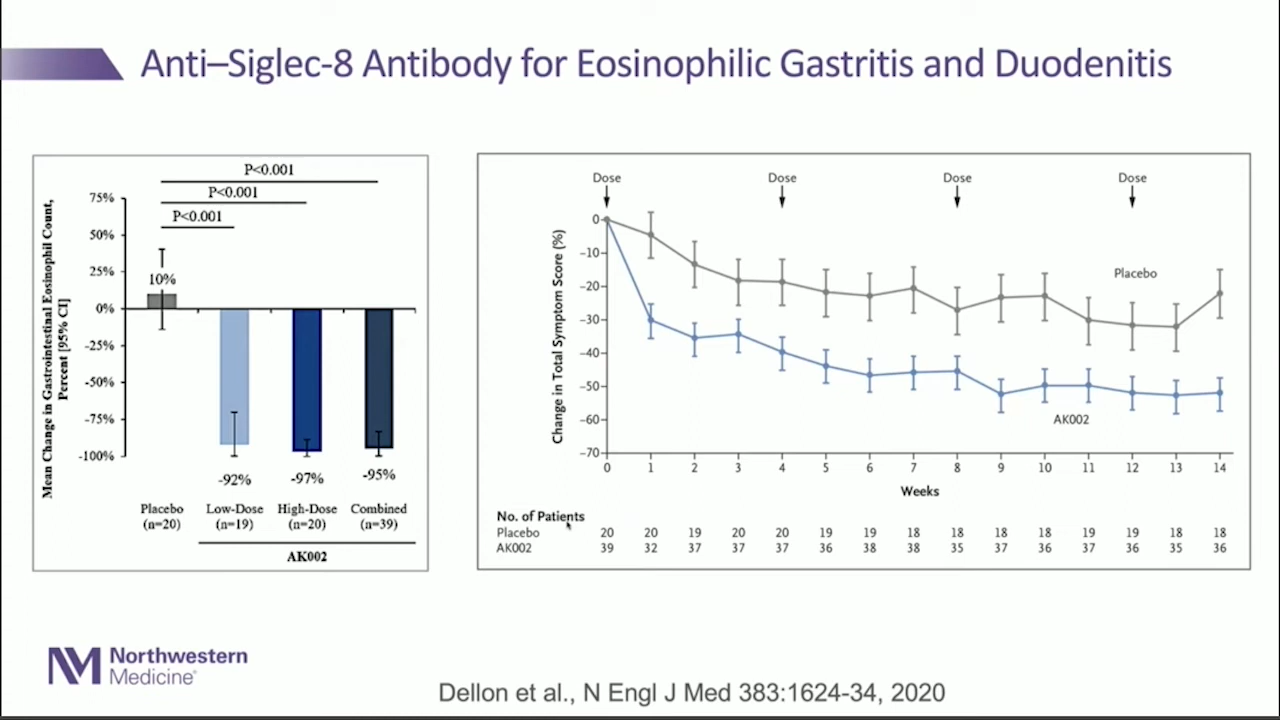 Anti–Siglec-8 Antibody for Eosinophilic Gastritis and Duodenitis
Mean Change in Gastrointestinal Eosinophil Count,
Percent [95% CI]
P<0.001
P<0.001
P<0.001
75%
50%
25%
0%
-25%
-50%
-75%
-100%
10%
-92%
-97%
-95%
Placebo Low-Dose High-Dose Combined
(n=20) (n=19) (n=20) (n=39)
AK002
Dose Dose Dose Dose
Change in Total Symptom Score (%)
0
−10
−20
−30
−40
−50
−60
−70
Placebo
AK002
0 1 2 3 4 5 6 7 8 9 10 11 12 13 14
Weeks
No. of Patients
Placebo 20 20 19 20 20 19 19 18 18 18 18 19 19 18 18
AK002 39 32 37 37 37 36 38 38 35 37 36 37 36 35 36
NM Northwestern
Medicine®
Dellon et al., N Engl J Med 383:1624-34, 2020